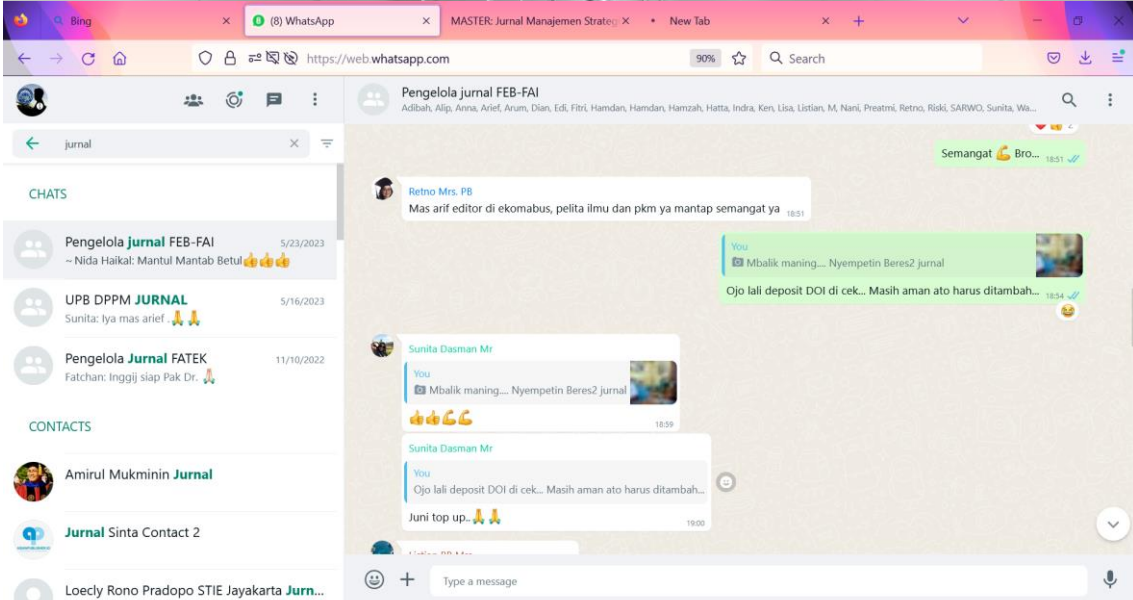 Bing
(8) WhatsApp
MASTER: Jurnal Manajemen Strateg
New Tab
https://web.whatsapp.com
90%
Search
jurnal
CHATS
Pengelola jurnal FEB-FAI
5/23/2023
~ Nida Haikal: Mantul Mantab Betul👍👍👍
UPB DPPM JURNAL
5/16/2023
Sunita: Iya mas arief .🙏🙏
Pengelola Jurnal FATEK
11/10/2022
Fatchan: Inggij siap Pak Dr. 🙏
CONTACTS
Amirul Mukminin Jurnal
Jurnal Sinta Contact 2
Loecly Rono Pradopo STIE Jayakarta Jurn...
Pengelola jurnal FEB-FAI
Adibah, Alip, Anna, Arief, Arum, Dian, Edi, Fitri, Hamdan, Hamdan, Hamzah, Hatta, Indra, Ken, Lisa, Listian, M, Nani, Preatmi, Retno, Riski, SARWO, Sunita, Wa...
2
Semangat 💪 Bro... 18:51
Retno Mrs. PB
Mas arif editor di ekomabus, pelita ilmu dan pkm ya mantap semangat ya 18:51
You
Mbalik maning.... Nyempetin Beres2 jurnal
Ojo lali deposit DOI di cek... Masih aman ato harus ditambah... 18:54
😂
Sunita Dasman Mr
You
Mbalik maning.... Nyempetin Beres2 jurnal
👍👍💪💪
18:59
Sunita Dasman Mr
You
Ojo lali deposit DOI di cek... Masih aman ato harus ditambah...
Juni top up..🙏🙏
19:00
Type a message